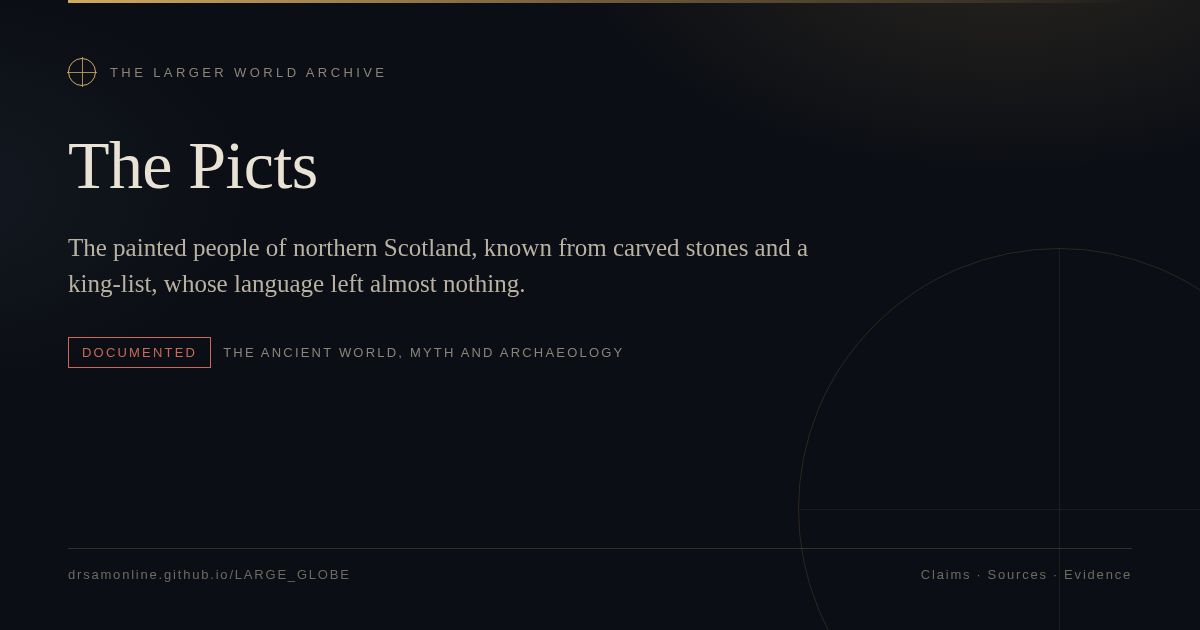 THE LARGER WORLD ARCHIVE
The Picts
The painted people of northern Scotland, known from carved stones and a
king-list, whose language left almost nothing.
DOCUMENTED THE ANCIENT WORLD, MYTH AND ARCHAEOLOGY
drsamonline.github.io/LARGE_GLOBE Claims · Sources · Evidence